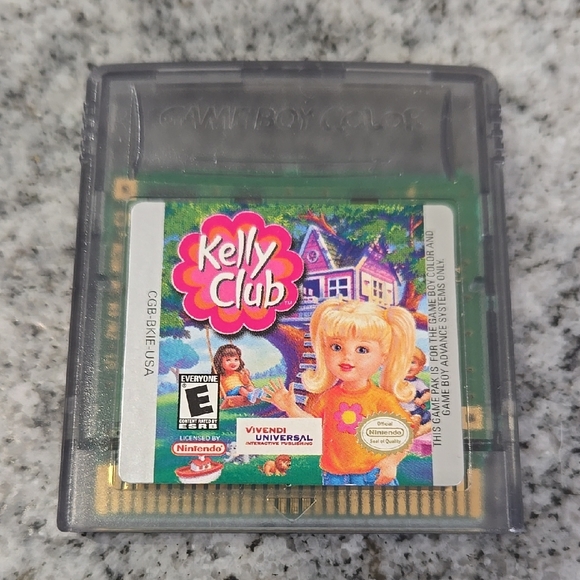 GAME BOY COLOR
Kelly
Club™
CGB-BKIE-USA
EVERYONE
E
CONTENT RATED BY
ESRB
LICENSED BY
Nintendo
VIVENDI
UNIVERSAL
INTERACTIVE PUBLISHING
Official
Nintendo
Seal of Quality
THIS GAME PAK IS FOR THE GAME BOY COLOR AND
GAME BOY ADVANCE SYSTEMS ONLY.